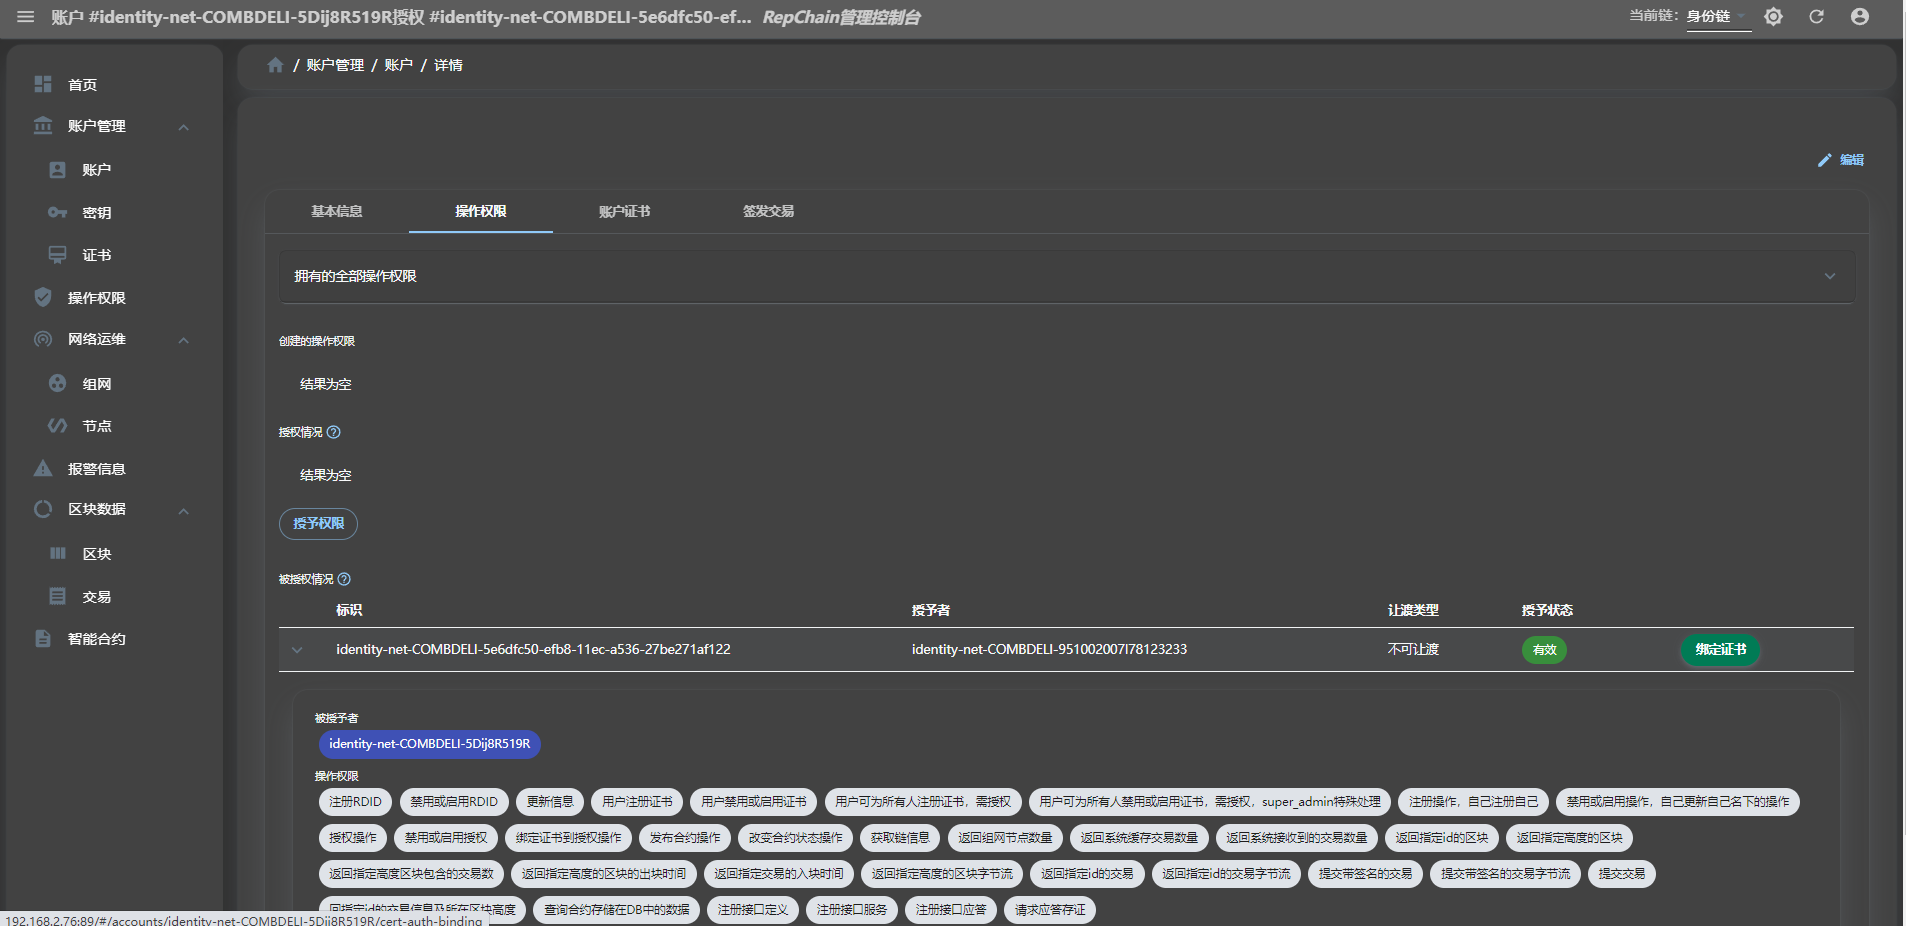 账户 #identity-net-COMBDELI-5Dij8R519R授权 #identity-net-COMBDELI-5e6dfc50-ef... RepChain管理控制台
当前链: 身份链
首页
账户管理
账户
密钥
证书
操作权限
网络运维
组网
节点
报警信息
区块数据
区块
交易
智能合约
/ 账户管理 / 账户 / 详情
编辑
基本信息 操作权限 账户证书 签发交易
拥有的全部操作权限
创建的操作权限
结果为空
授权情况
结果为空
授予权限
被授权情况
标识 授予者 让渡类型 授予状态
identity-net-COMBDELI-5e6dfc50-efb8-11ec-a536-27be271af122 identity-net-COMBDELI-951002007l78123233 不可让渡 有效 绑定证书
被授予者
identity-net-COMBDELI-5Dij8R519R
操作权限
注册RDID 禁用或启用RDID 更新信息 用户注册证书 用户禁用或启用证书 用户可为所有人注册证书，需授权 用户可为所有人禁用或启用证书，需授权，super_admin特殊处理 注册操作，自己注册自己 禁用或启用操作，自己更新自己名下的操作
授权操作 禁用或启用授权 绑定证书到授权操作 发布合约操作 改变合约状态操作 获取链信息 返回组网节点数量 返回系统缓存交易数量 返回系统接收到的交易数量 返回指定id的区块 返回指定高度的区块
返回指定高度区块包含的交易数 返回指定高度的区块的出块时间 返回指定交易的入块时间 返回指定高度的区块字节流 返回指定id的交易 返回指定id的交易字节流 提交带签名的交易 提交带签名的交易字节流 提交交易
回指定id的交易信息及所在区块高度 查询合约存储在DB中的数据 注册接口定义 注册接口服务 注册接口应答 请求应答存证
192.168.2.76:89/#/accounts/identity-net-COMBDELI-5Dij8R519R/cert-auth-binding